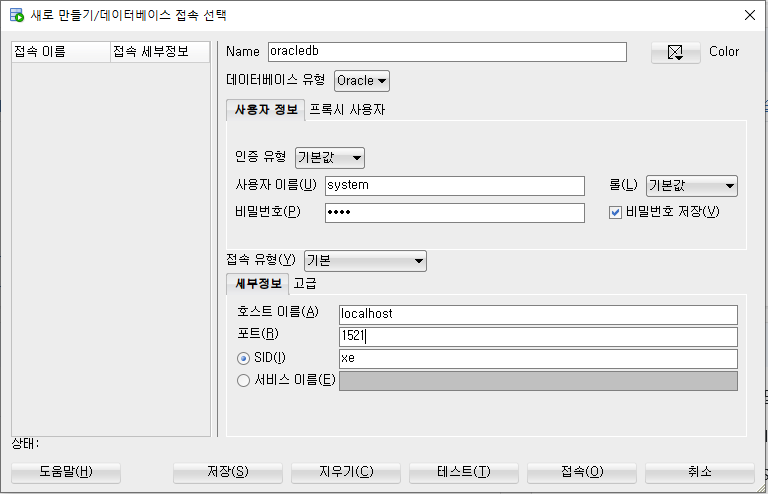 새로 만들기/데이터베이스 접속 선택
접속 이름 접속 세부정보
Name oracledb Color
데이터베이스 유형 Oracle
사용자 정보 프록시 사용자
인증 유형 기본값
사용자 이름(U) system 롤(L) 기본값
비밀번호(P) •••• 비밀번호 저장(V)
접속 유형(Y) 기본
세부정보 고급
호스트 이름(A) localhost
포트(R) 1521
SID(I) xe
서비스 이름(E)
상태:
도움말(H) 저장(S) 지우기(C) 테스트(T) 접속(O) 취소